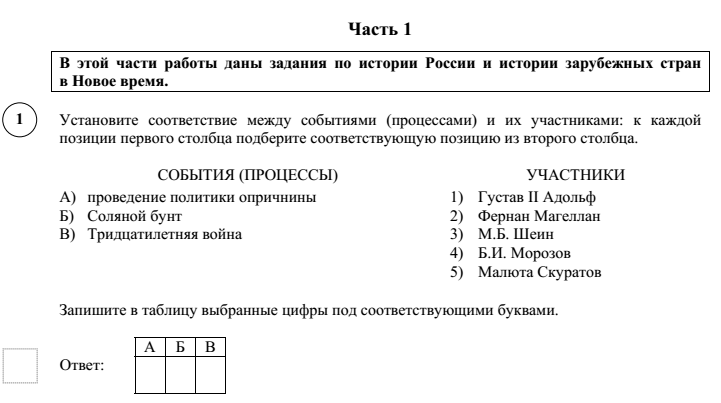 Часть 1
В этой части работы даны задания по истории России и истории зарубежных стран
в Новое время.
1
Установите соответствие между событиями (процессами) и их участниками: к каждой
позиции первого столбца подберите соответствующую позицию из второго столбца.
СОБЫТИЯ (ПРОЦЕССЫ)
А) проведение политики опричнины
Б) Соляной бунт
В) Тридцатилетняя война
УЧАСТНИКИ
1) Густав II Адольф
2) Фернан Магеллан
3) М.Б. Шеин
4) Б.И. Морозов
5) Малюта Скуратов
Запишите в таблицу выбранные цифры под соответствующими буквами.
Ответ:
А Б В